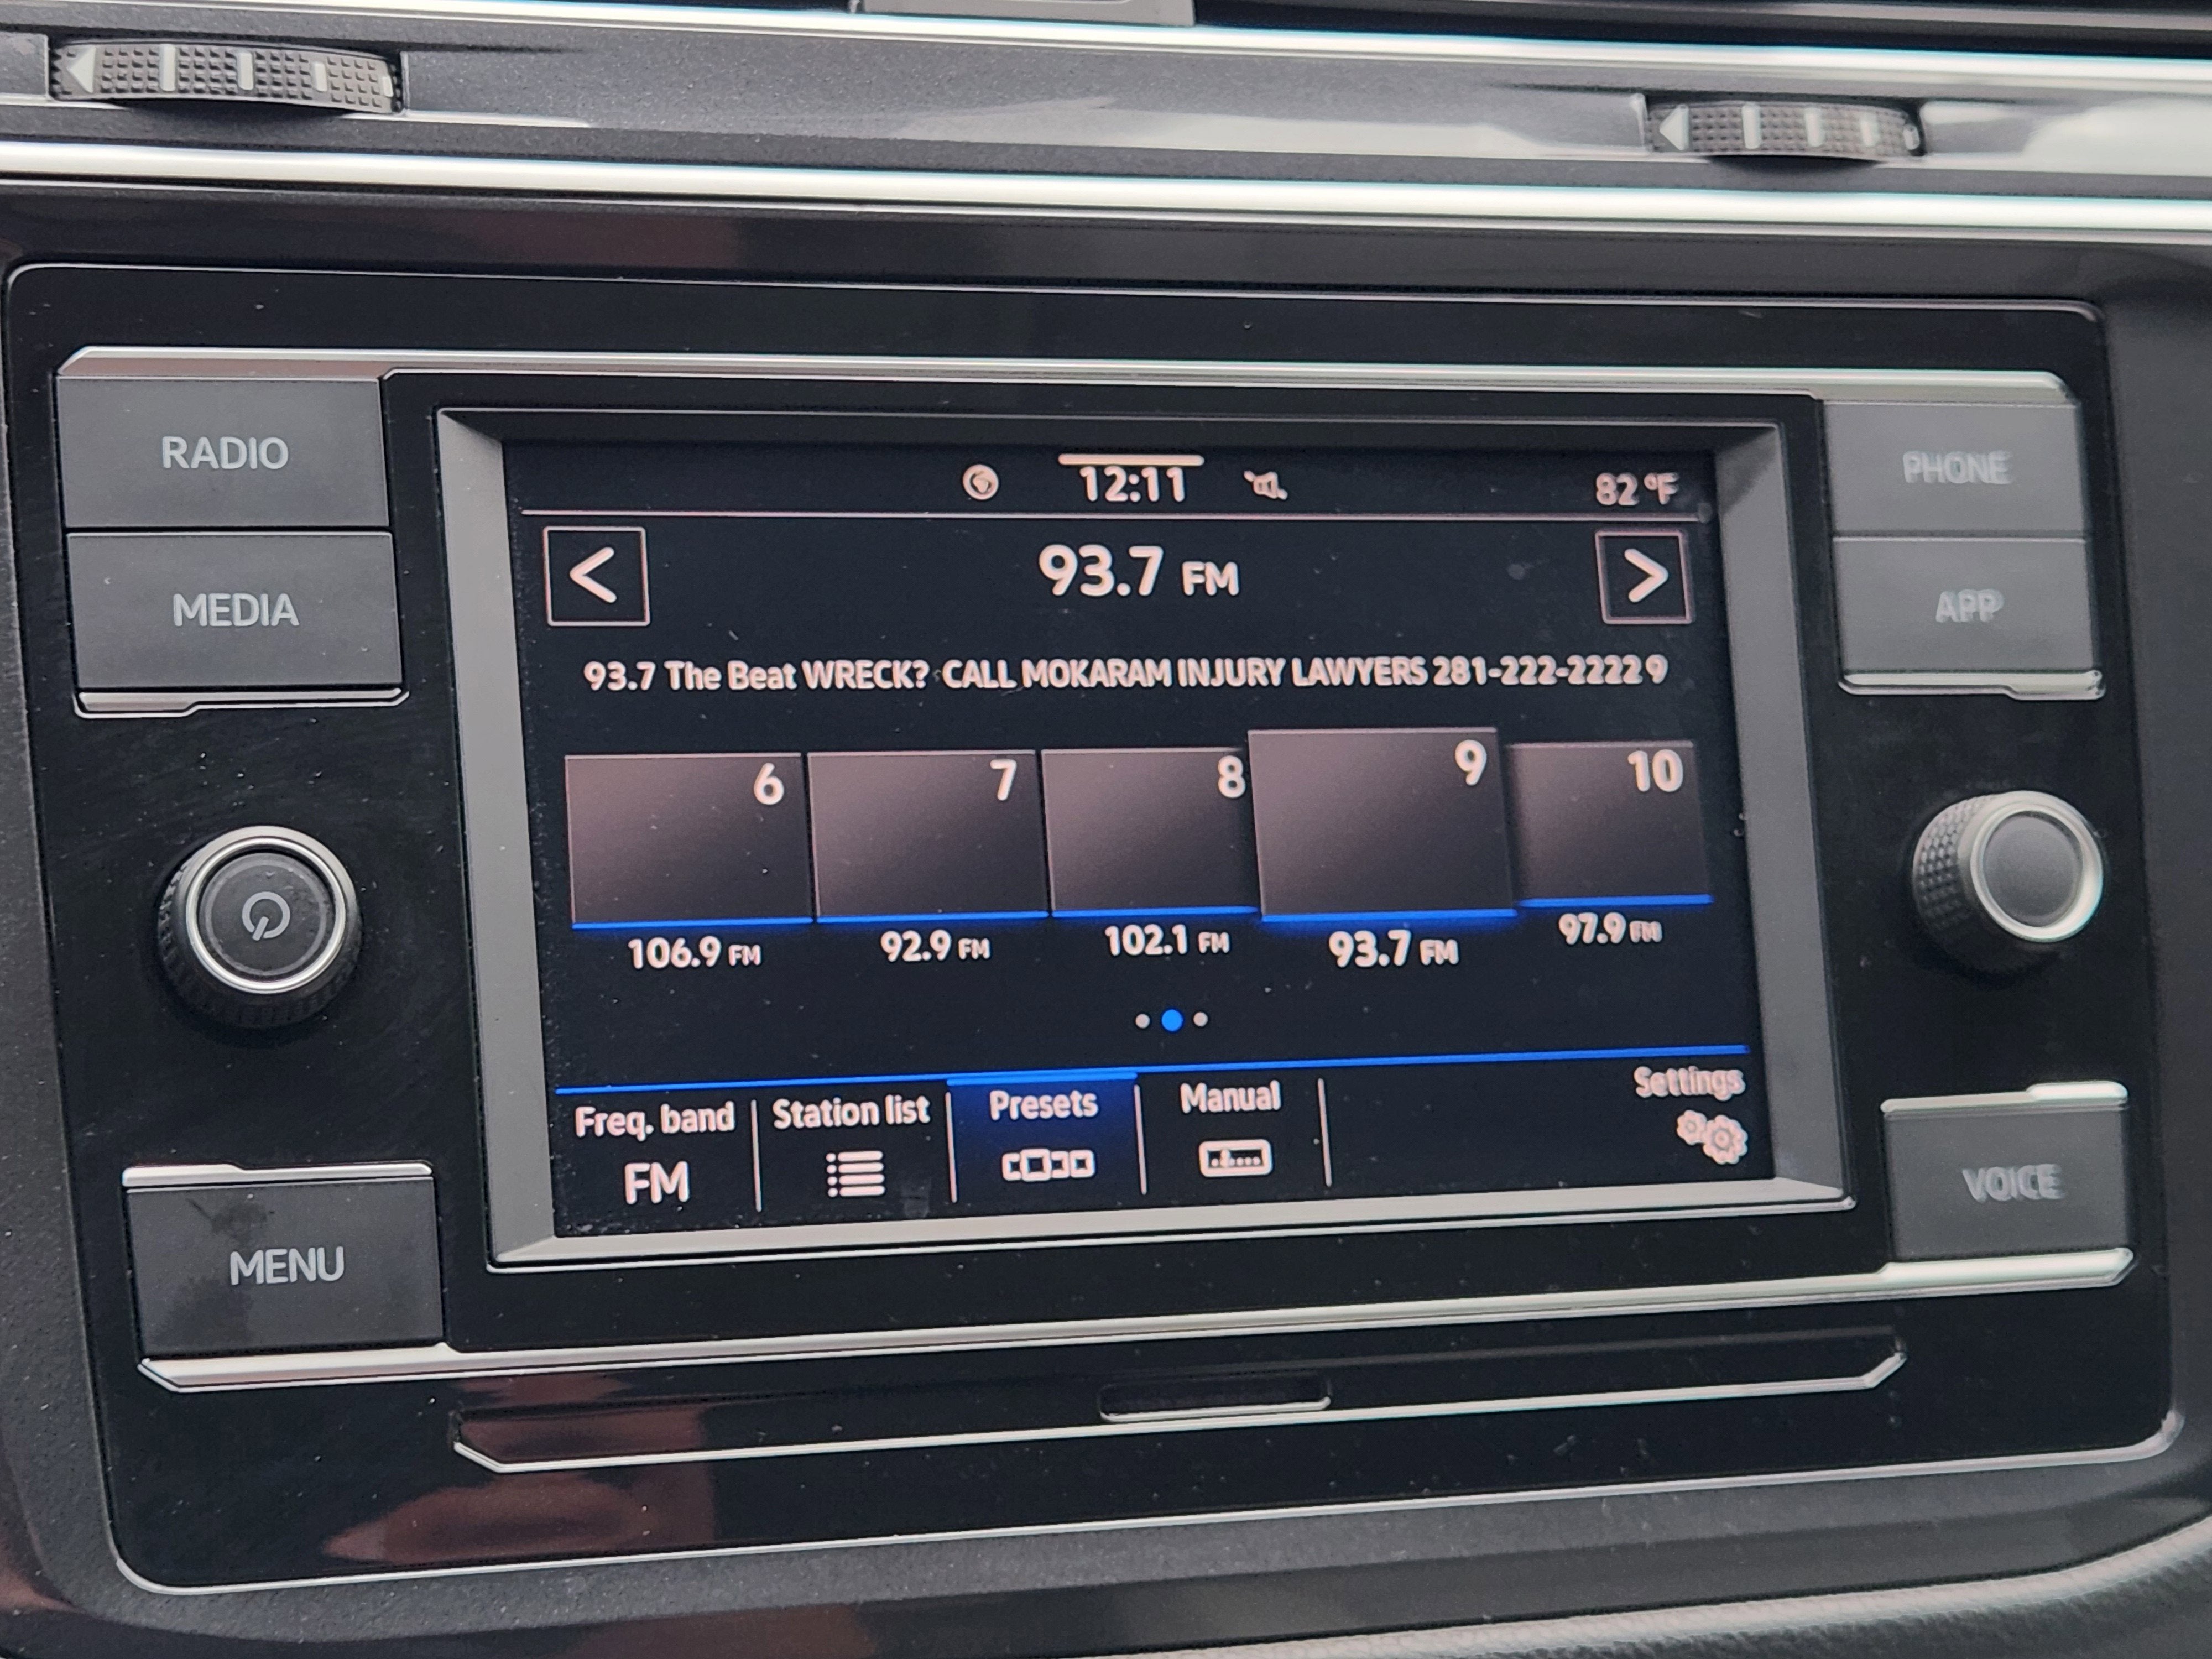 RADIO
MEDIA
MENU
PHONE
APP
VOICE
12:11
82 °F
<
93.7 FM
>
93.7 The Beat WRECK? CALL MOKARAM INJURY LAWYERS 281-222-2222 9
6
7
8
9
10
106.9 FM
92.9 FM
102.1 FM
93.7 FM
97.9 FM
Freq. band
FM
Station list
Presets
Manual
Settings